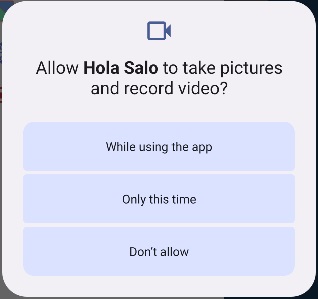 Allow Hola Salo to take pictures
and record video?
While using the app
Only this time
Don't allow